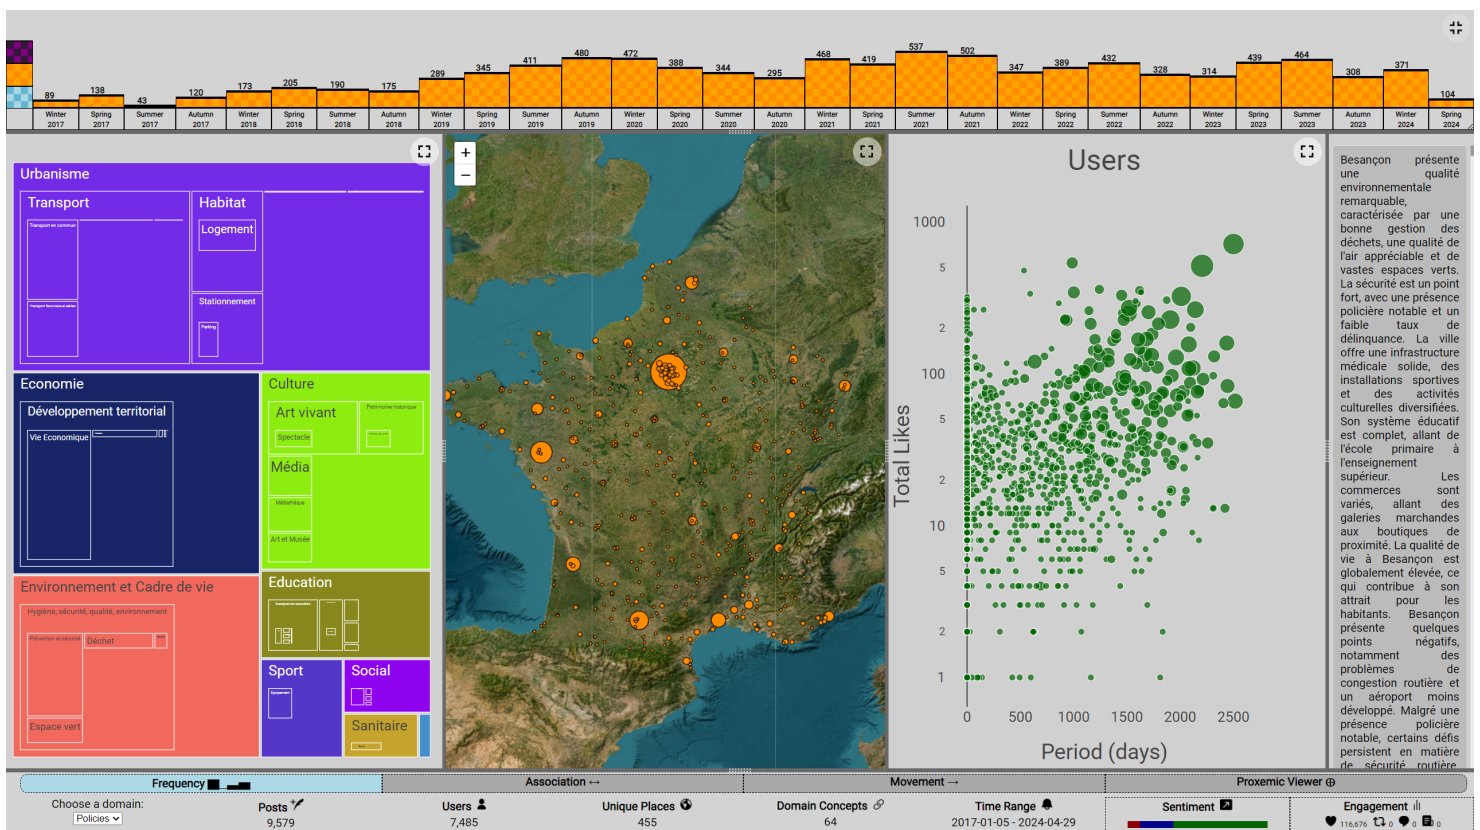 89 138 43 120 173 205 190 175 289 345 411 480 472 388 344 295 468 419 537 502 347 389 432 328 314 439 464 308 371 104
Winter Spring Summer Autumn Winter Spring Summer Autumn Winter Spring Summer Autumn Winter Spring Summer Autumn Winter Spring Summer Autumn Winter Spring Summer Autumn Winter Spring Summer Autumn Winter Spring
2017 2017 2017 2017 2018 2018 2018 2018 2019 2019 2019 2019 2020 2020 2020 2020 2021 2021 2021 2021 2022 2022 2022 2022 2023 2023 2023 2023 2024 2024
Urbanisme
Transport
Transport en commun
Habitat
Logement
Stationnement
Parking
Economie
Développement territorial
Vie Economique
Culture
Art vivant
Spectacle
Patrimoine historique
Média
Médiathèque
Art et Musée
Environnement et Cadre de vie
Hygiène, sécurité, qualité, environnement
Prévention et sécurité
Déchet
Espace vert
Education
Sport
Equipement
Social
Sanitaire
+
−
Users
Total Likes
1000
5
2
100
5
2
10
5
2
1
0 500 1000 1500 2000 2500
Period (days)
Besançon présente
une qualité
environnementale
remarquable,
caractérisée par une
bonne gestion des
déchets, une qualité de
l'air appréciable et de
vastes espaces verts.
La sécurité est un point
fort, avec une présence
policière notable et un
faible taux de
délinquance. La ville
offre une infrastructure
médicale solide, des
installations sportives
et des activités
culturelles diversifiées.
Son système éducatif
est complet, allant de
l'école primaire à
l'enseignement
supérieur. Les
commerces sont
variés, allant des
galeries marchandes
aux boutiques de
proximité. La qualité de
vie à Besançon est
globalement élevée, ce
qui contribue à son
attrait pour les
habitants. Besançon
présente quelques
points négatifs,
notamment des
problèmes de
congestion routière et
un aéroport moins
développé. Malgré une
présence policière
notable, certains défis
persistent en matière
de sécurité routière.
Frequency
Association ↔
Movement →
Proxemic Viewer
Choose a domain:
Policies
Posts
9,579
Users
7,485
Unique Places
455
Domain Concepts
64
Time Range
2017-01-05 - 2024-04-29
Sentiment
Engagement
116,676 0 0 0